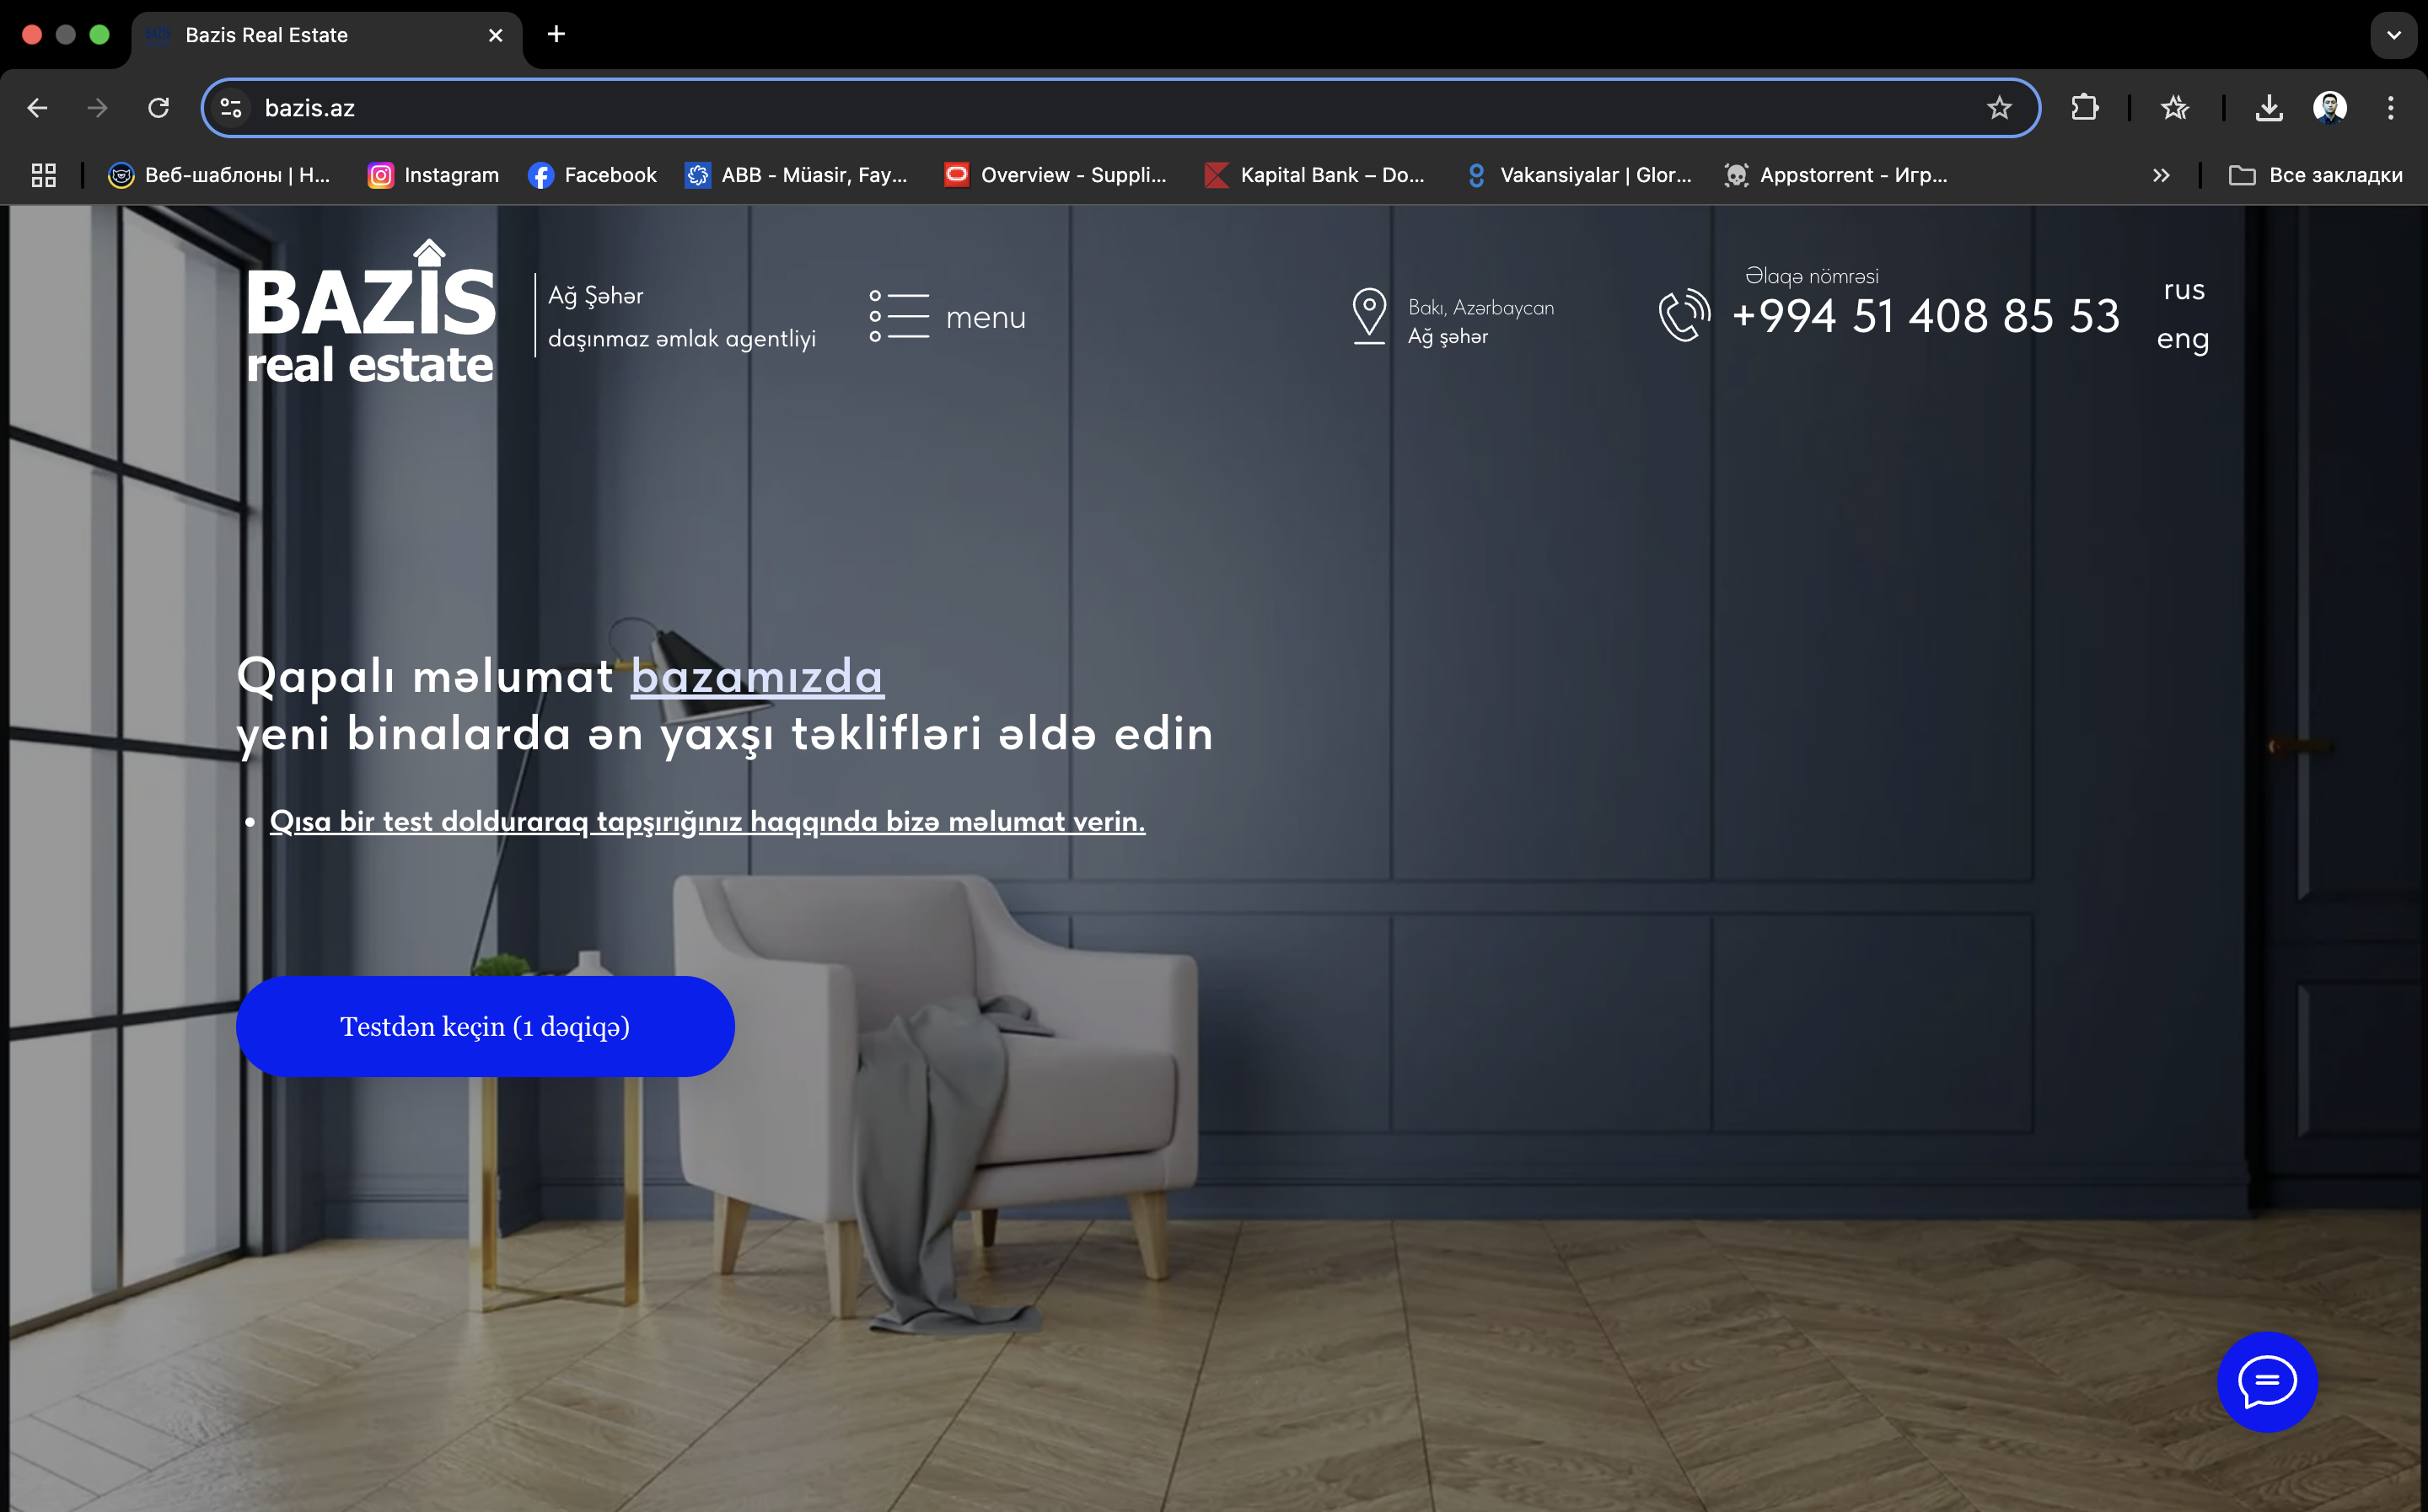 Bazis Real Estate
bazis.az
Веб-шаблоны | Н...
Instagram
Facebook
ABB - Müasir, Fay...
Overview - Suppli...
Kapital Bank – Do...
Vakansiyalar | Glor...
Appstorrent - Игр...
Все закладки
BAZIS
real estate
Ağ Şəhər
daşınmaz əmlak agentliyi
menu
Bakı, Azərbaycan
Ağ şəhər
Əlaqə nömrəsi
+994 51 408 85 53
rus
eng
Qapalı məlumat bazamızda
yeni binalarda ən yaxşı təklifləri əldə edin
• Qısa bir test dolduraraq tapşırığınız haqqında bizə məlumat verin.
Testdən keçin (1 dəqiqə)